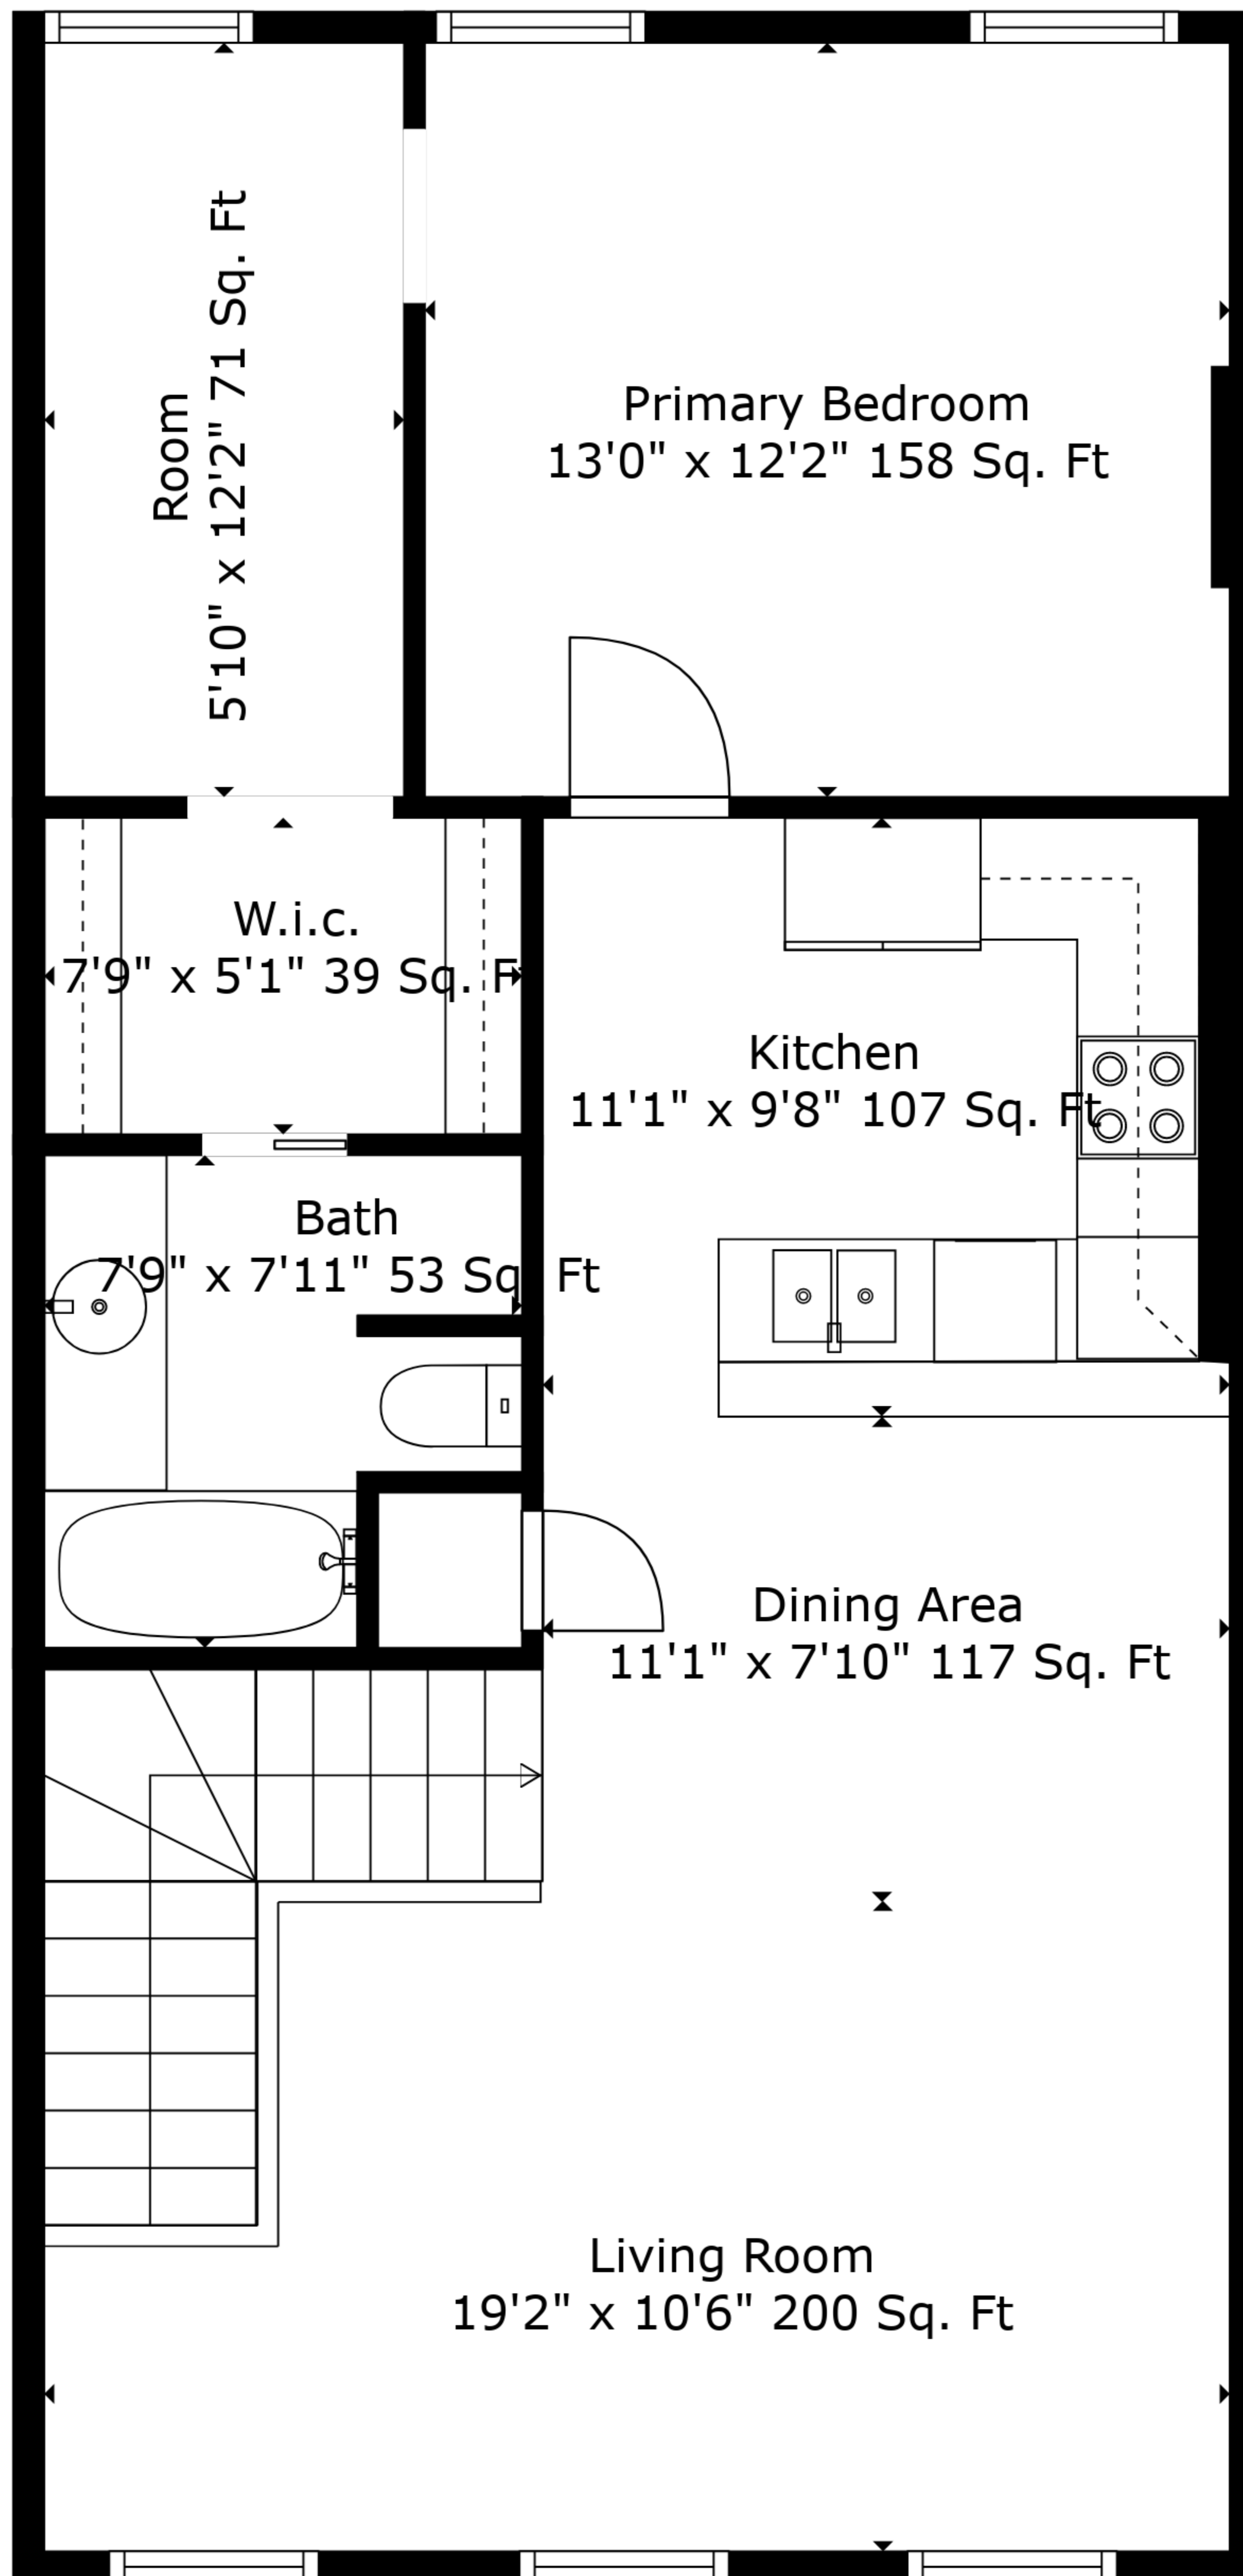 Room
5'10" x 12'2" 71 Sq. Ft
Primary Bedroom
13'0" x 12'2" 158 Sq. Ft
W.i.c.
7'9" x 5'1" 39 Sq. Ft
Kitchen
11'1" x 9'8" 107 Sq. Ft
Bath
7'9" x 7'11" 53 Sq. Ft
Dining Area
11'1" x 7'10" 117 Sq. Ft
Living Room
19'2" x 10'6" 200 Sq. Ft